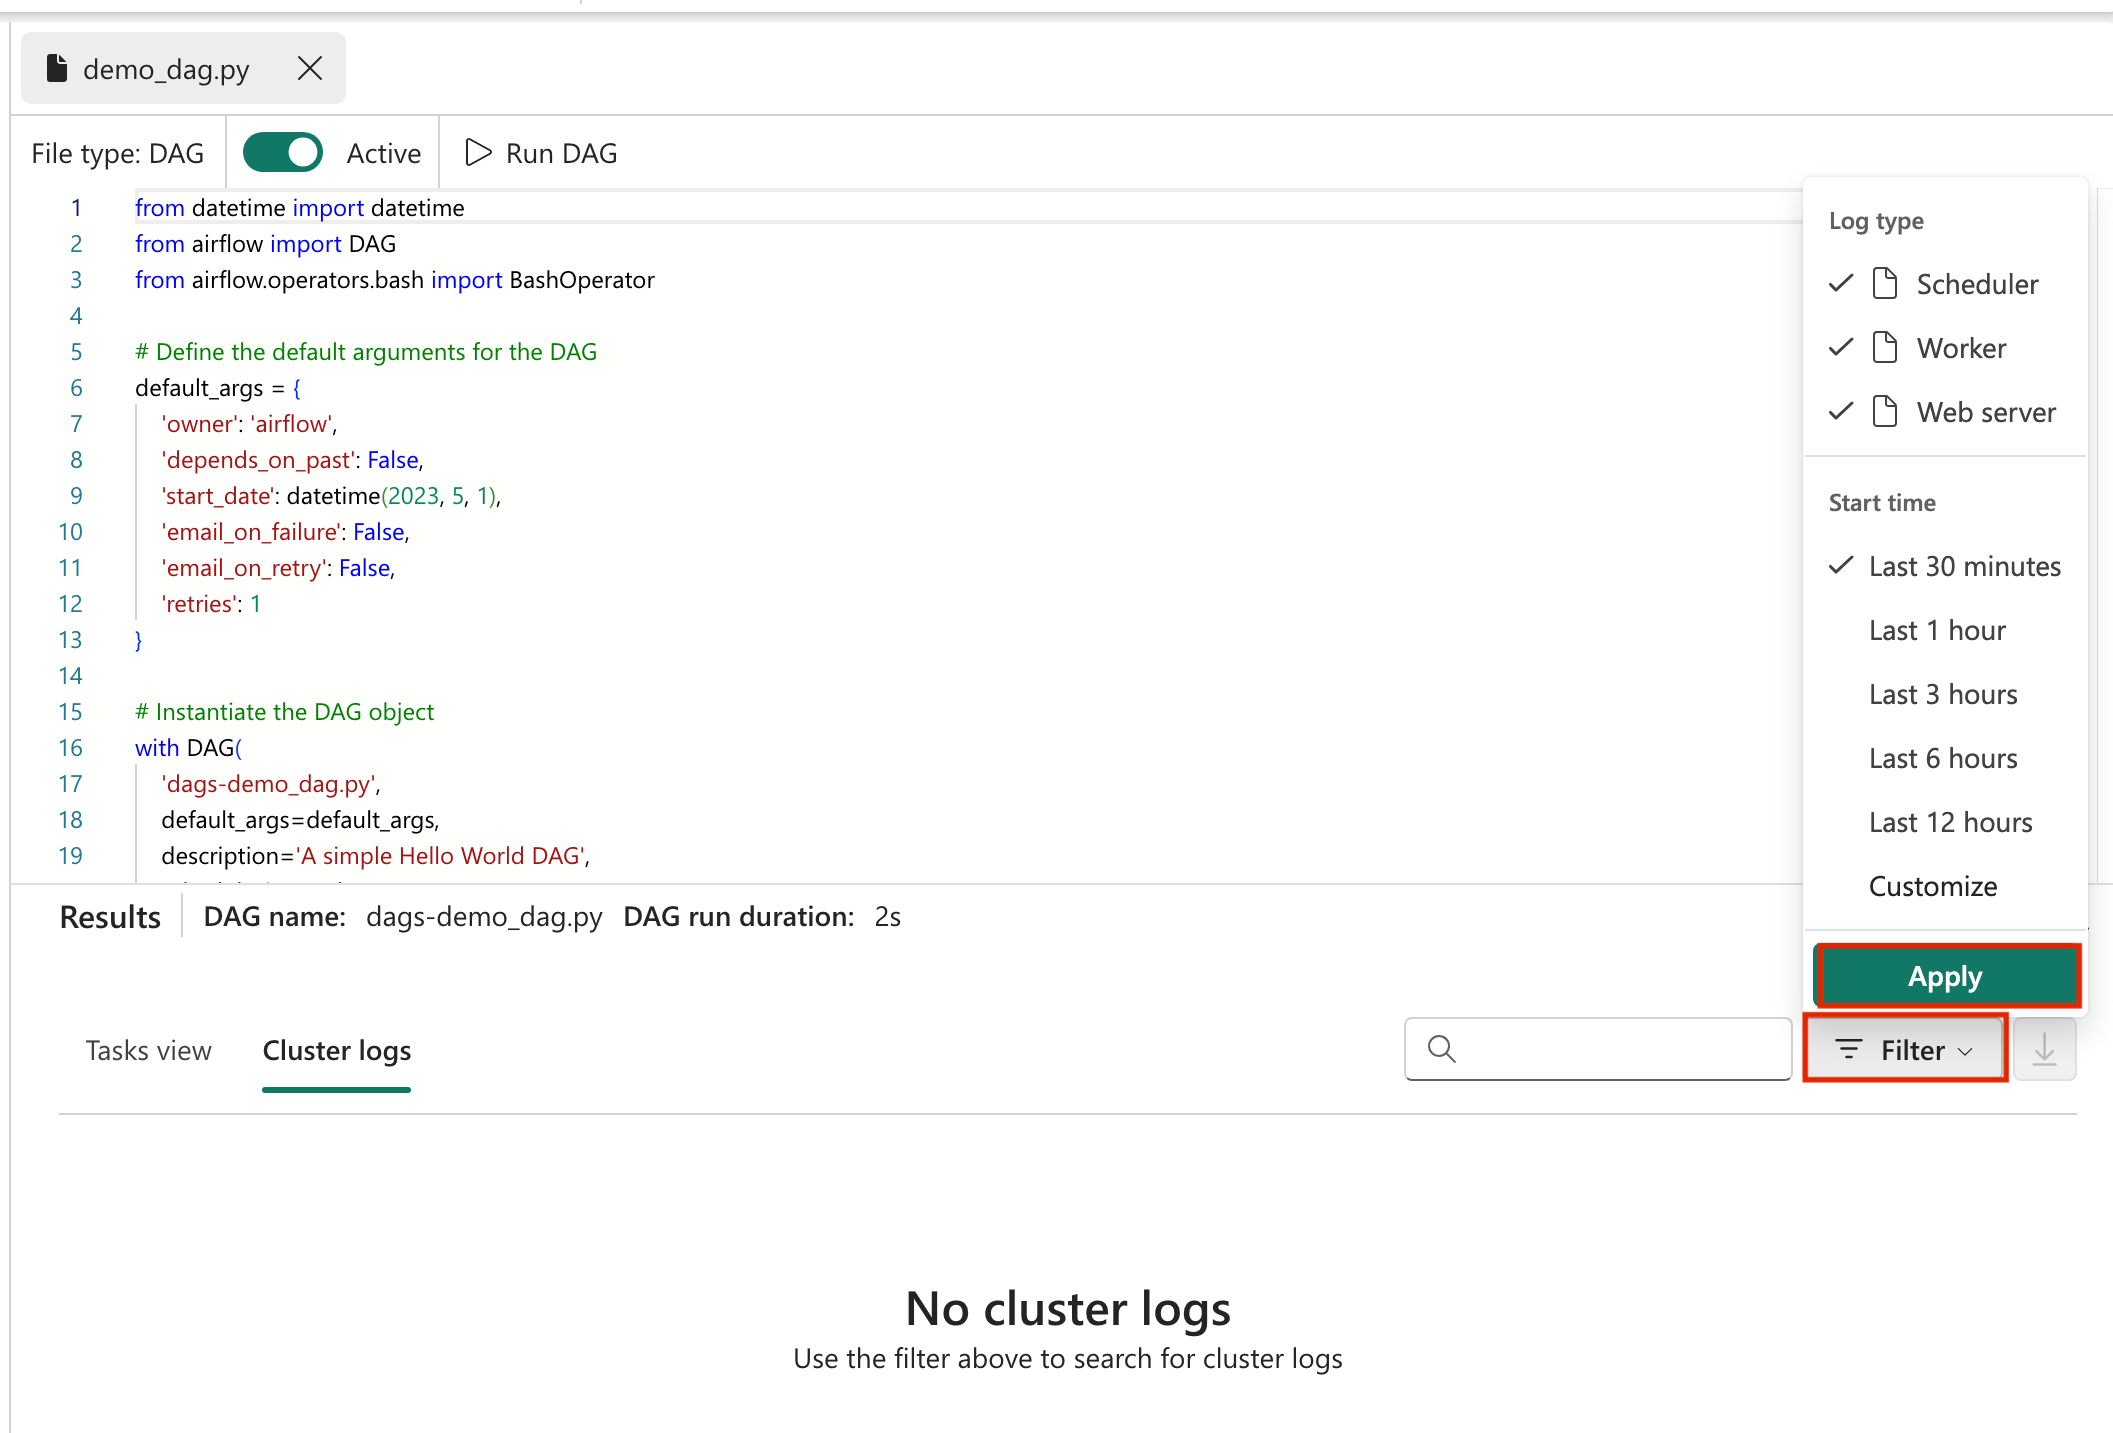 demo_dag.py
File type: DAG Active Run DAG
1 from datetime import datetime
2 from airflow import DAG
3 from airflow.operators.bash import BashOperator
4
5 # Define the default arguments for the DAG
6 default_args = {
7 'owner': 'airflow',
8 'depends_on_past': False,
9 'start_date': datetime(2023, 5, 1),
10 'email_on_failure': False,
11 'email_on_retry': False,
12 'retries': 1
13 }
14
15 # Instantiate the DAG object
16 with DAG(
17 'dags-demo_dag.py',
18 default_args=default_args,
19 description='A simple Hello World DAG',
Log type
Scheduler
Worker
Web server
Start time
Last 30 minutes
Last 1 hour
Last 3 hours
Last 6 hours
Last 12 hours
Customize
Apply
Results DAG name: dags-demo_dag.py DAG run duration: 2s
Tasks view Cluster logs Filter
No cluster logs
Use the filter above to search for cluster logs